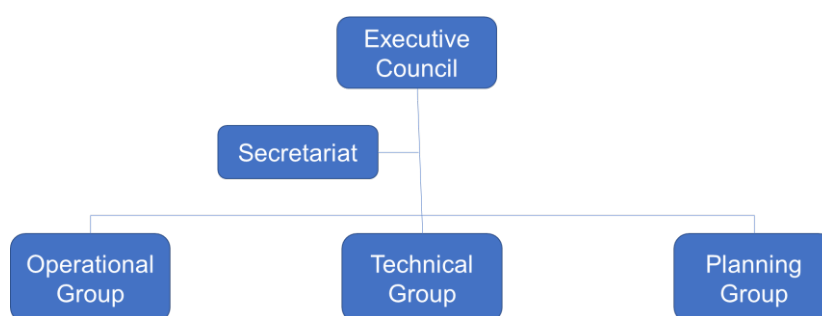 Executive
Council
Secretariat
Operational
Group
Technical
Group
Planning
Group